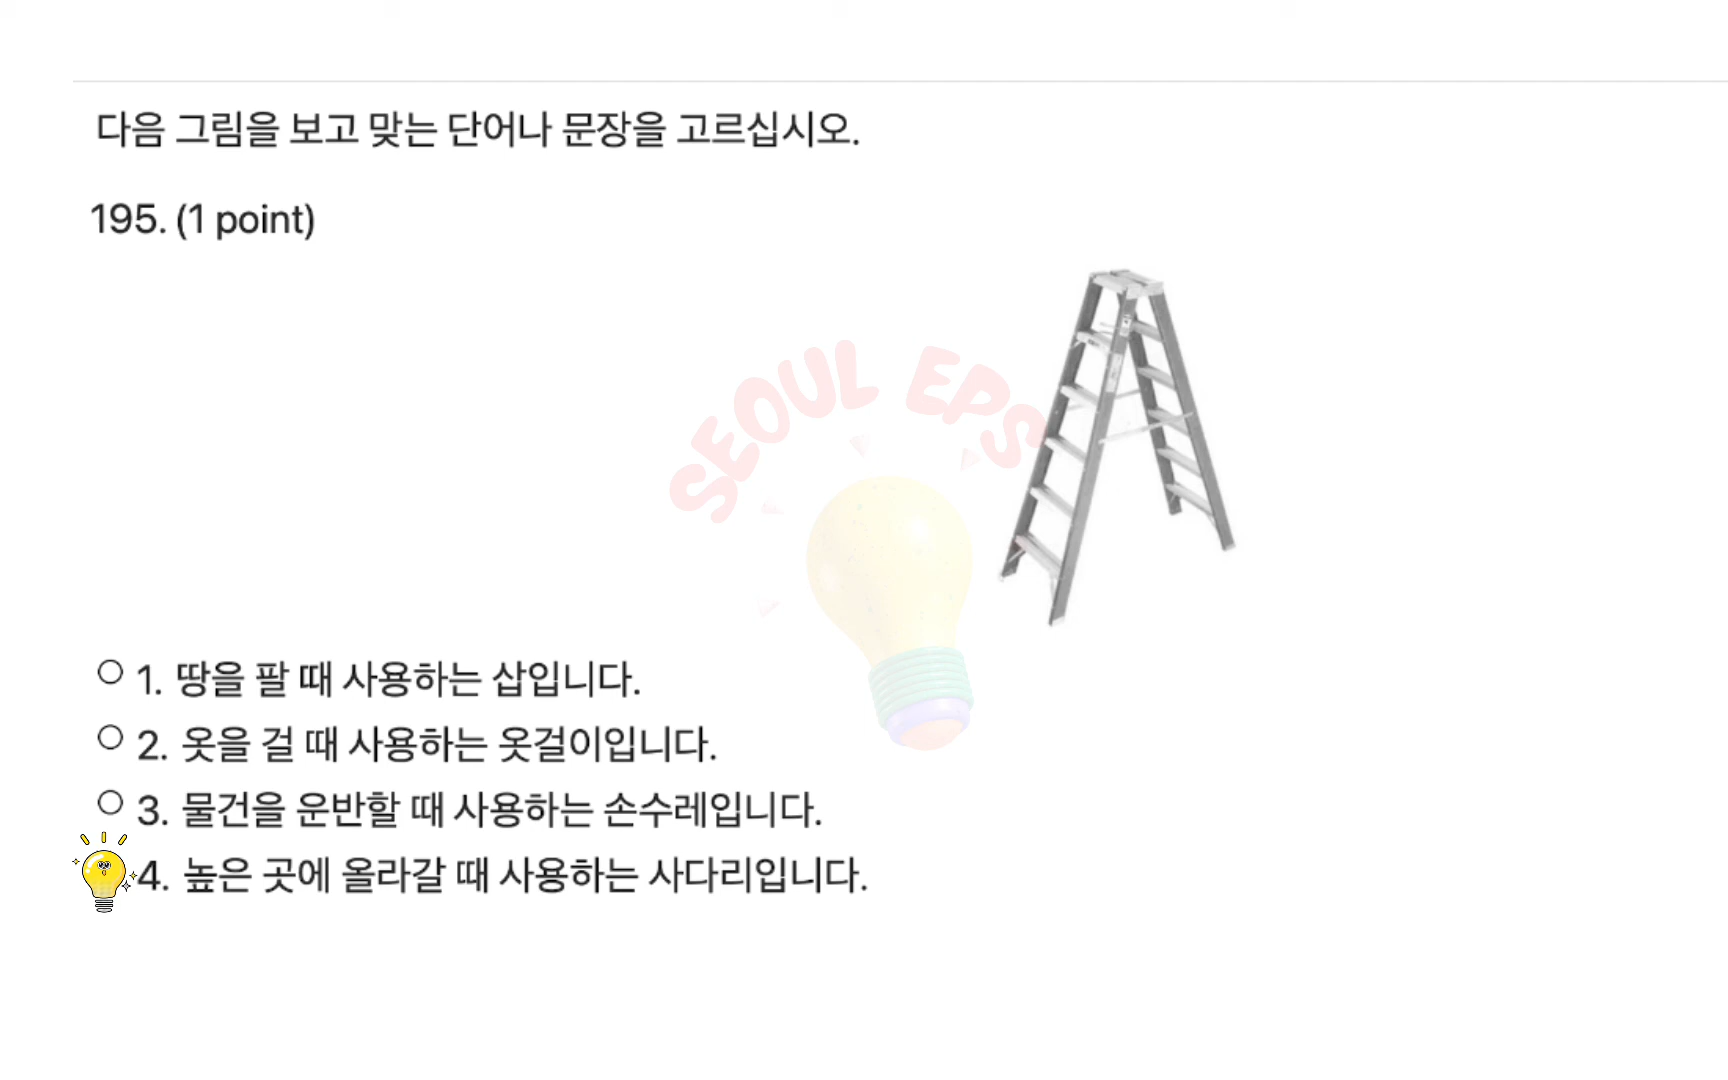 다음 그림을 보고 맞는 단어나 문장을 고르십시오.
195. (1 point)
SEOUL EPS
1. 땅을 팔 때 사용하는 삽입니다.
2. 옷을 걸 때 사용하는 옷걸이입니다.
3. 물건을 운반할 때 사용하는 손수레입니다.
4. 높은 곳에 올라갈 때 사용하는 사다리입니다.